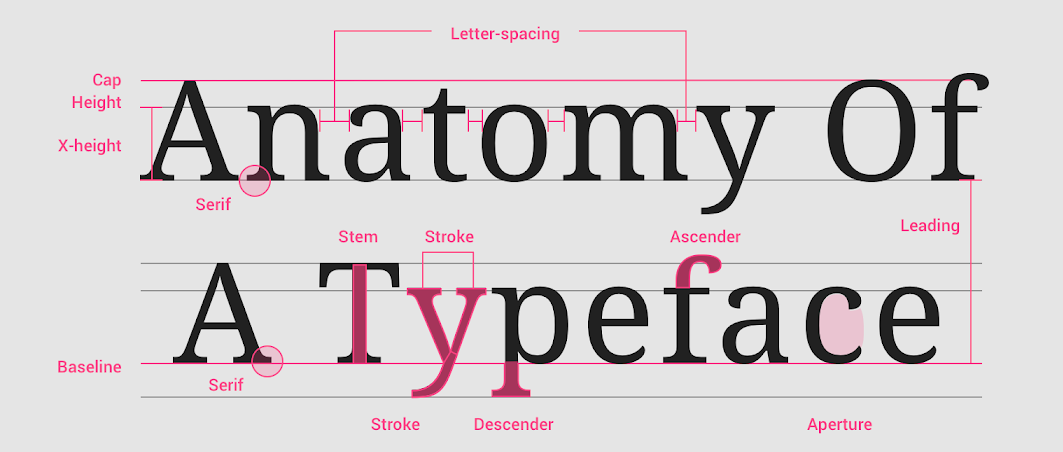 Letter-spacing
Cap
Height
X-height
Anatomy Of
Serif
Leading
Stem
Stroke
Ascender
A Typeface
Baseline
Serif
Stroke
Descender
Aperture